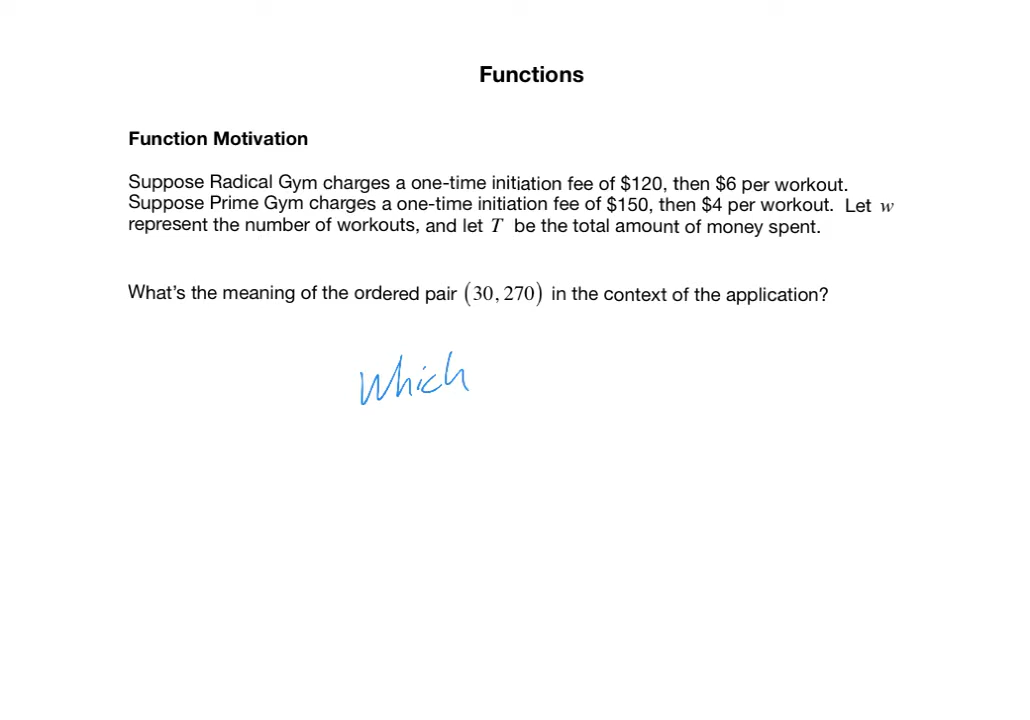 Functions
Function Motivation
Suppose Radical Gym charges a one-time initiation fee of $120, then $6 per workout.
Suppose Prime Gym charges a one-time initiation fee of $150, then $4 per workout. Let w
represent the number of workouts, and let T be the total amount of money spent.
What's the meaning of the ordered pair (30, 270) in the context of the application?
Which